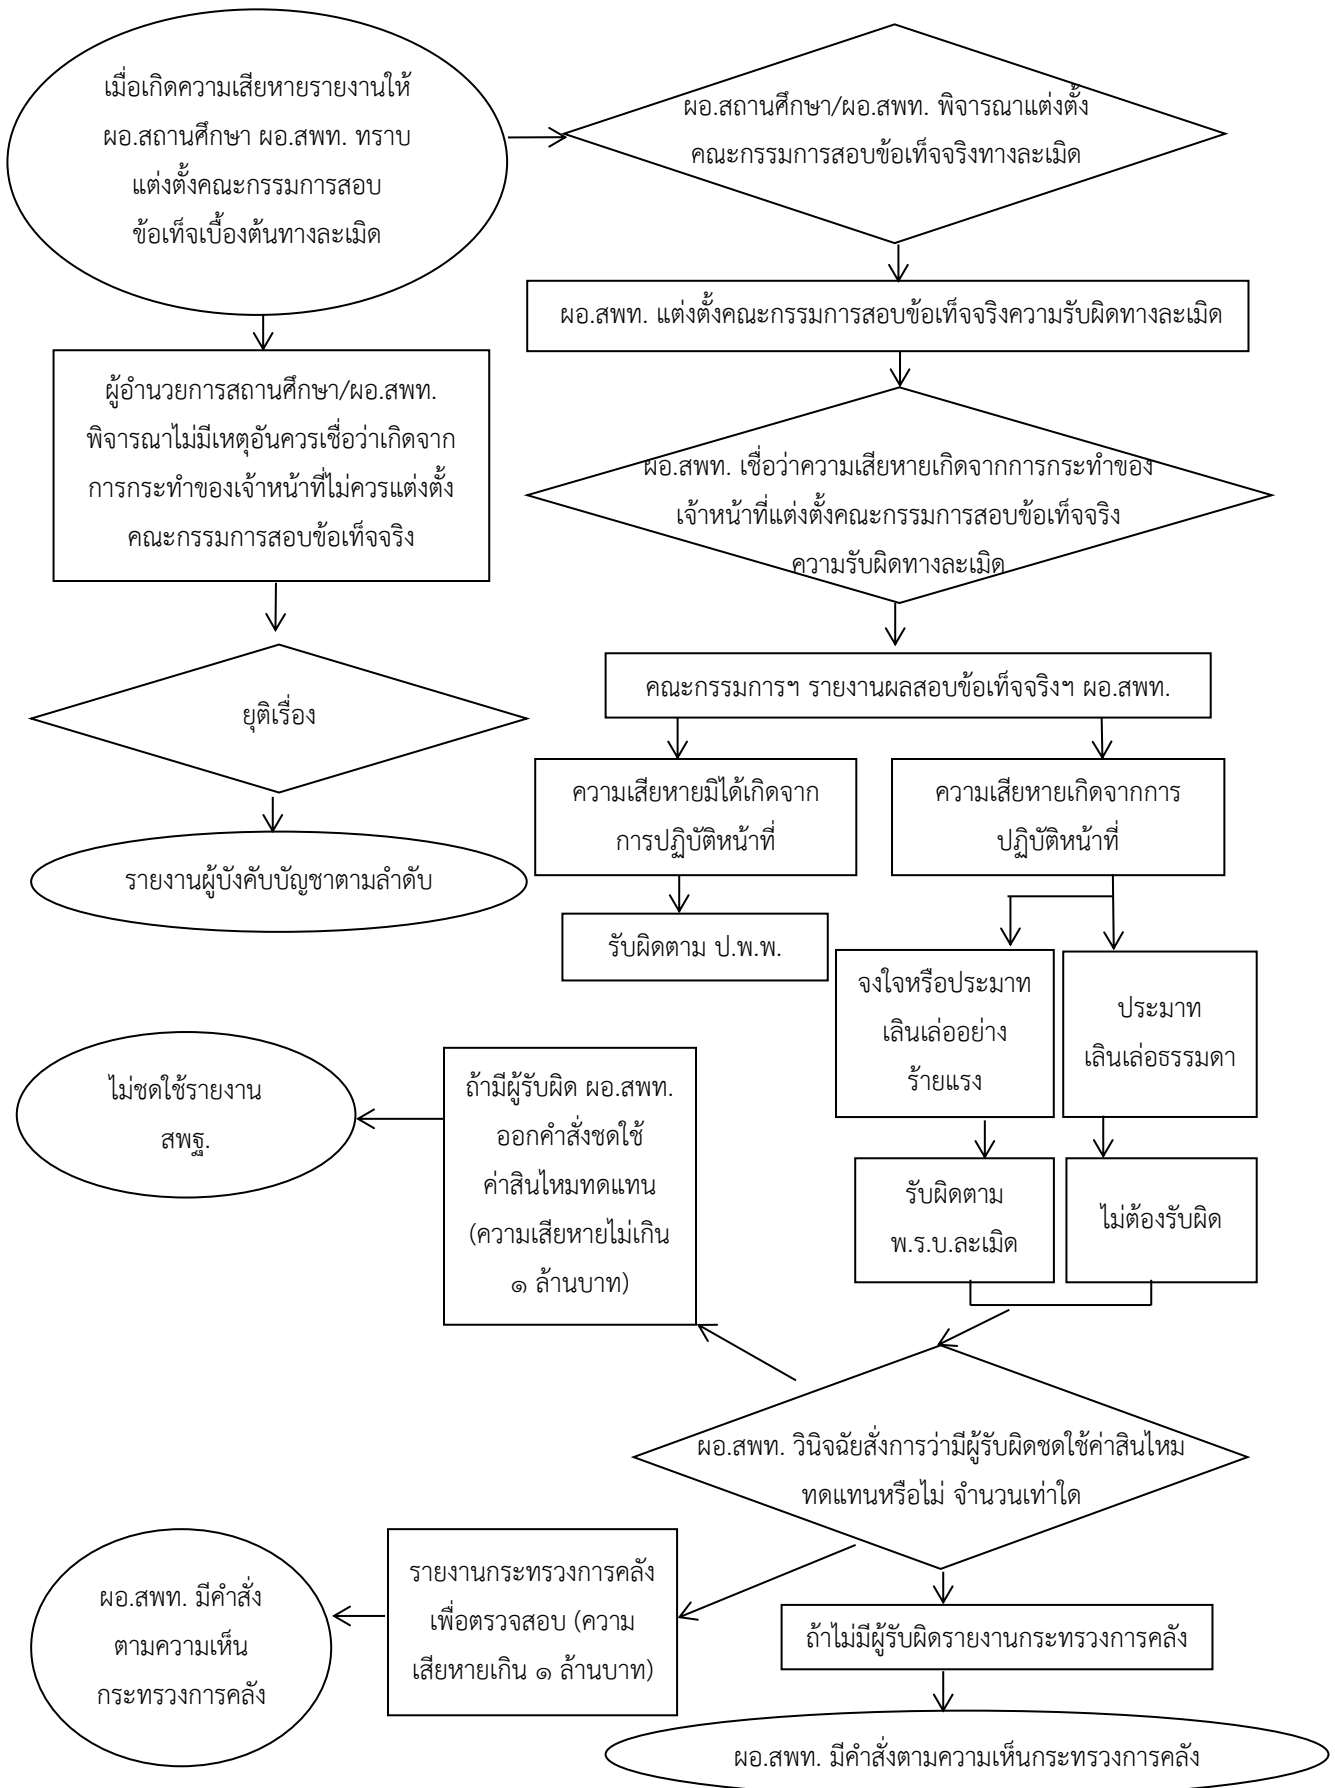 เมื่อเกิดความเสียหายรายงานให้
ผอ.สถานศึกษา ผอ.สพท. ทราบ
แต่งตั้งคณะกรรมการสอบ
ข้อเท็จเบื้องต้นทางละเมิด
ผอ.สถานศึกษา/ผอ.สพท. พิจารณาแต่งตั้ง
คณะกรรมการสอบข้อเท็จจริงทางละเมิด
ผอ.สพท. แต่งตั้งคณะกรรมการสอบข้อเท็จจริงความรับผิดทางละเมิด
ผู้อำนวยการสถานศึกษา/ผอ.สพท.
พิจารณาไม่มีเหตุอันควรเชื่อว่าเกิดจาก
การกระทำของเจ้าหน้าที่ไม่ควรแต่งตั้ง
คณะกรรมการสอบข้อเท็จจริง
ผอ.สพท. เชื่อว่าความเสียหายเกิดจากการกระทำของ
เจ้าหน้าที่แต่งตั้งคณะกรรมการสอบข้อเท็จจริง
ความรับผิดทางละเมิด
ยุติเรื่อง
รายงานผู้บังคับบัญชาตามลำดับ
คณะกรรมการฯ รายงานผลสอบข้อเท็จจริงฯ ผอ.สพท.
ความเสียหายมิได้เกิดจาก
การปฏิบัติหน้าที่
ความเสียหายเกิดจากการ
ปฏิบัติหน้าที่
รับผิดตาม ป.พ.พ.
จงใจหรือประมาท
เลินเล่ออย่าง
ร้ายแรง
ประมาท
เลินเล่อธรรมดา
ไม่ชดใช้รายงาน
สพฐ.
ถ้ามีผู้รับผิด ผอ.สพท.
ออกคำสั่งชดใช้
ค่าสินไหมทดแทน
(ความเสียหายไม่เกิน
๑ ล้านบาท)
รับผิดตาม
พ.ร.บ.ละเมิด
ไม่ต้องรับผิด
ผอ.สพท. วินิจฉัยสั่งการว่ามีผู้รับผิดชดใช้ค่าสินไหม
ทดแทนหรือไม่ จำนวนเท่าใด
ผอ.สพท. มีคำสั่ง
ตามความเห็น
กระทรวงการคลัง
รายงานกระทรวงการคลัง
เพื่อตรวจสอบ (ความ
เสียหายเกิน ๑ ล้านบาท)
ถ้าไม่มีผู้รับผิดรายงานกระทรวงการคลัง
ผอ.สพท. มีคำสั่งตามความเห็นกระทรวงการคลัง